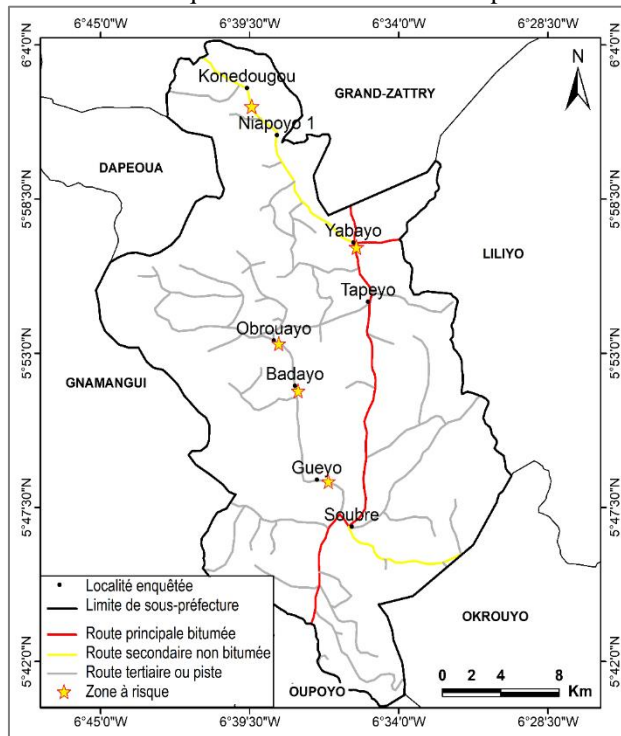 6°45'0"W 6°39'30"W 6°34'0"W 6°28'30"W
6°4'0"N 6°4'0"N
N
Konedougou
GRAND-ZATTRY
Niapoyo 1
DAPEOUA
5°58'30"N 5°58'30"N
Yabayo
LILIYO
Tapeyo
Obrouayo
5°53'0"N 5°53'0"N
Badayo
GNAMANGUI
Gueyo
5°47'30"N 5°47'30"N
Soubre
Localité enquêtée
Limite de sous-préfecture
OKROUYO
Route principale bitumée
Route secondaire non bitumée
5°42'0"N 5°42'0"N
Route tertiaire ou piste
Zone à risque
OUPOYO
0 4 8
Km
6°45'0"W 6°39'30"W 6°34'0"W 6°28'30"W